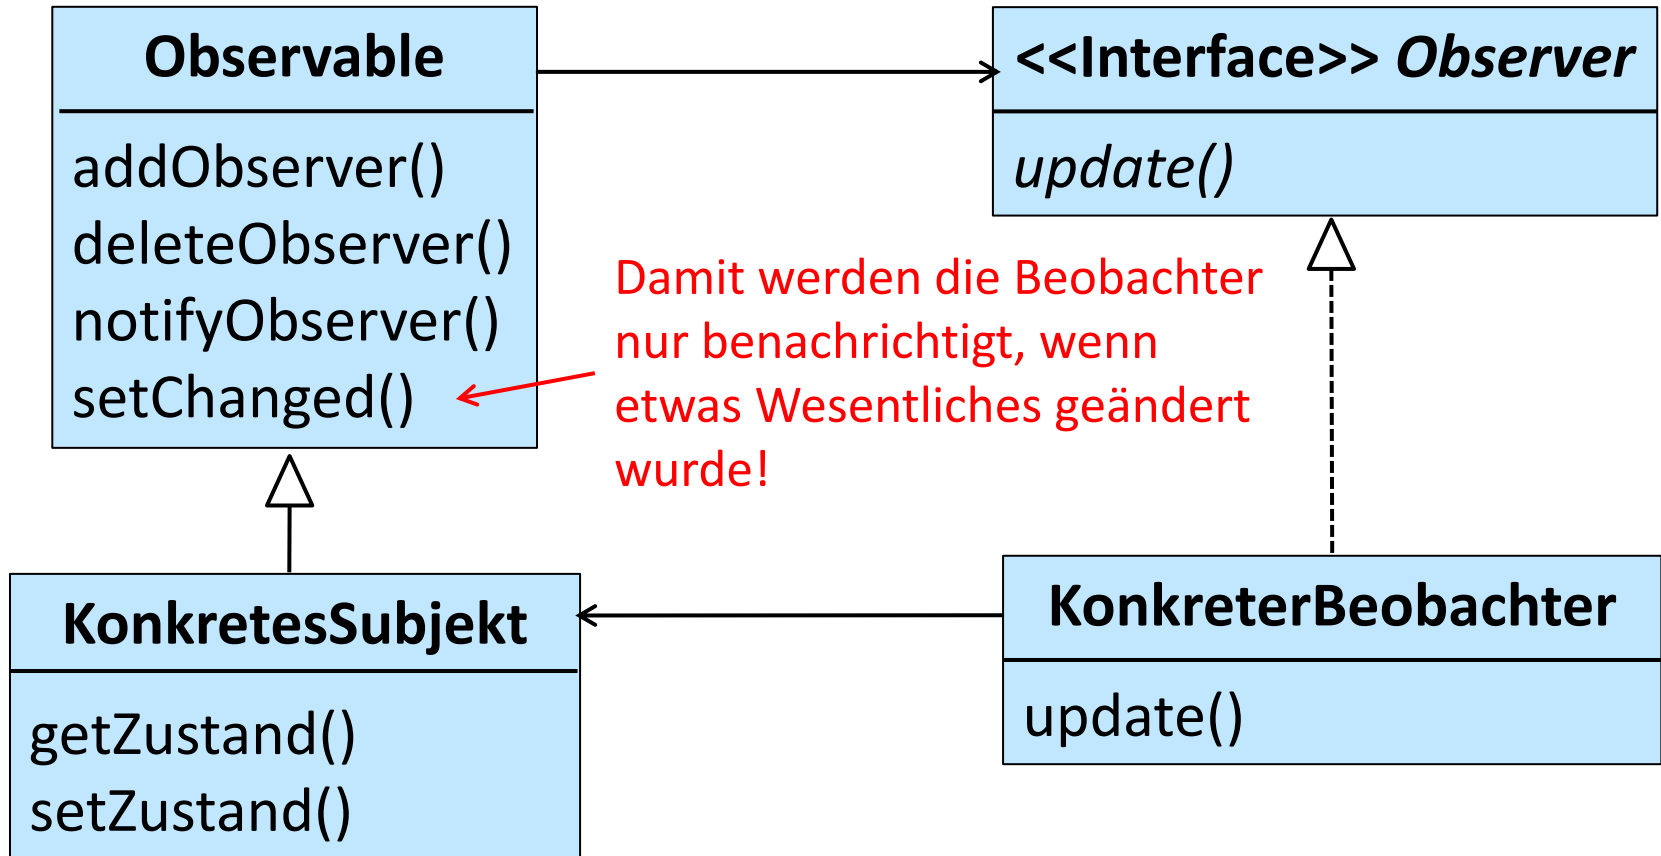 Observable
addObserver()
deleteObserver()
notifyObserver()
setChanged()
<<Interface>> Observer
update()
Damit werden die Beobachter
nur benachrichtigt, wenn
etwas Wesentliches geändert
wurde!
KonkretesSubjekt
getZustand()
setZustand()
KonkreterBeobachter
update()